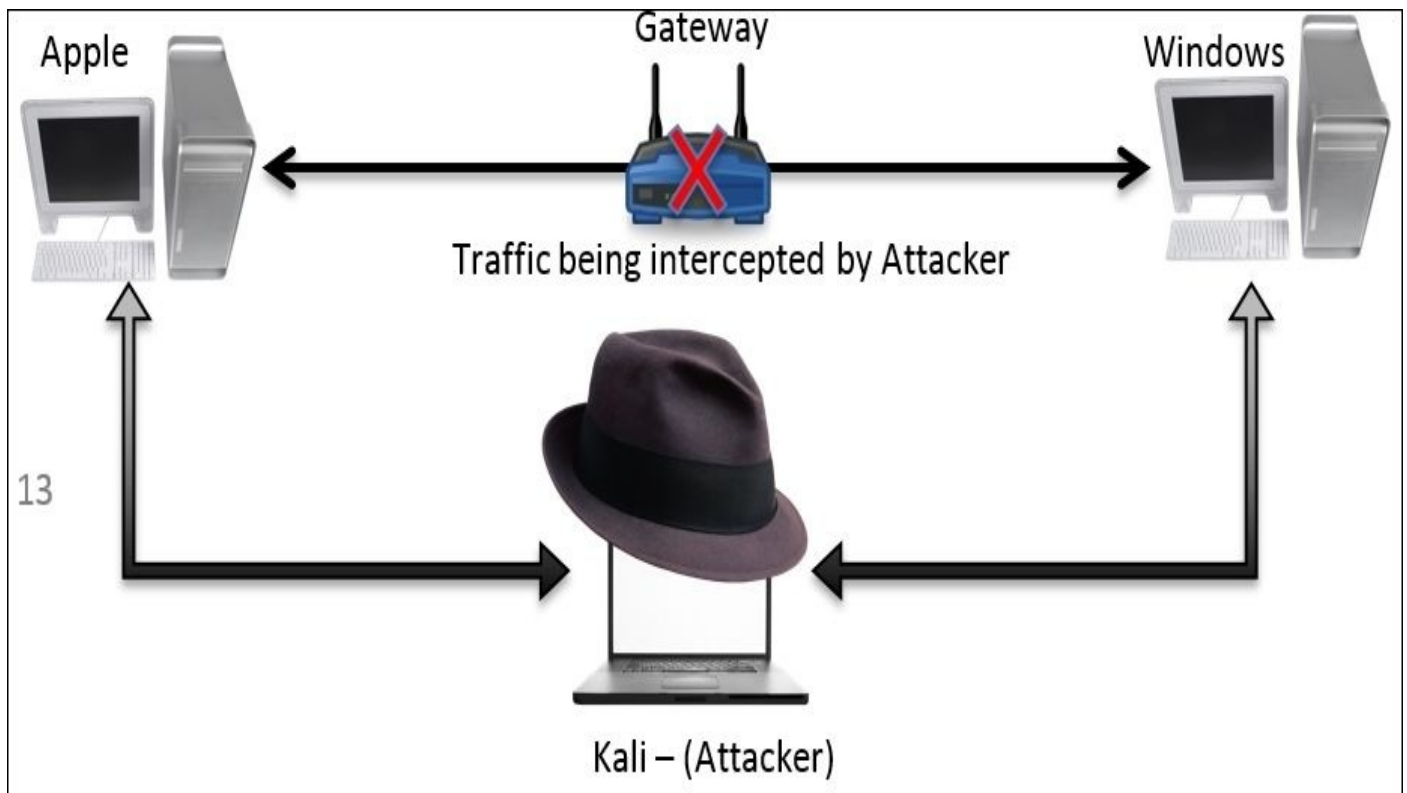 Gateway
Apple
Windows
Traffic being intercepted by Attacker
13
Kali – (Attacker)